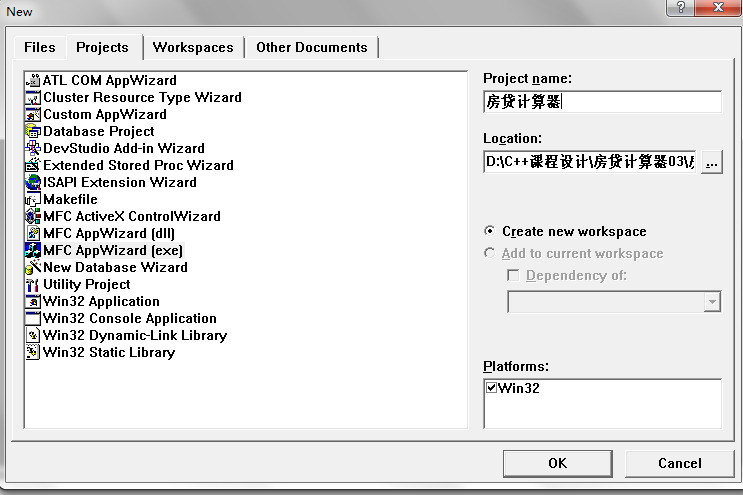 New
Files
Projects
Workspaces
Other Documents
ATL COM AppWizard
Cluster Resource Type Wizard
Custom AppWizard
Database Project
DevStudio Add-in Wizard
Extended Stored Proc Wizard
ISAPI Extension Wizard
Makefile
MFC ActiveX ControlWizard
MFC AppWizard (dll)
MFC AppWizard (exe)
New Database Wizard
Utility Project
Win32 Application
Win32 Console Application
Win32 Dynamic-Link Library
Win32 Static Library
Project name:
房贷计算器
Location:
D:\C++课程设计\房贷计算器03\
...
Create new workspace
Add to current workspace
Dependency of:
Platforms:
Win32
OK
Cancel